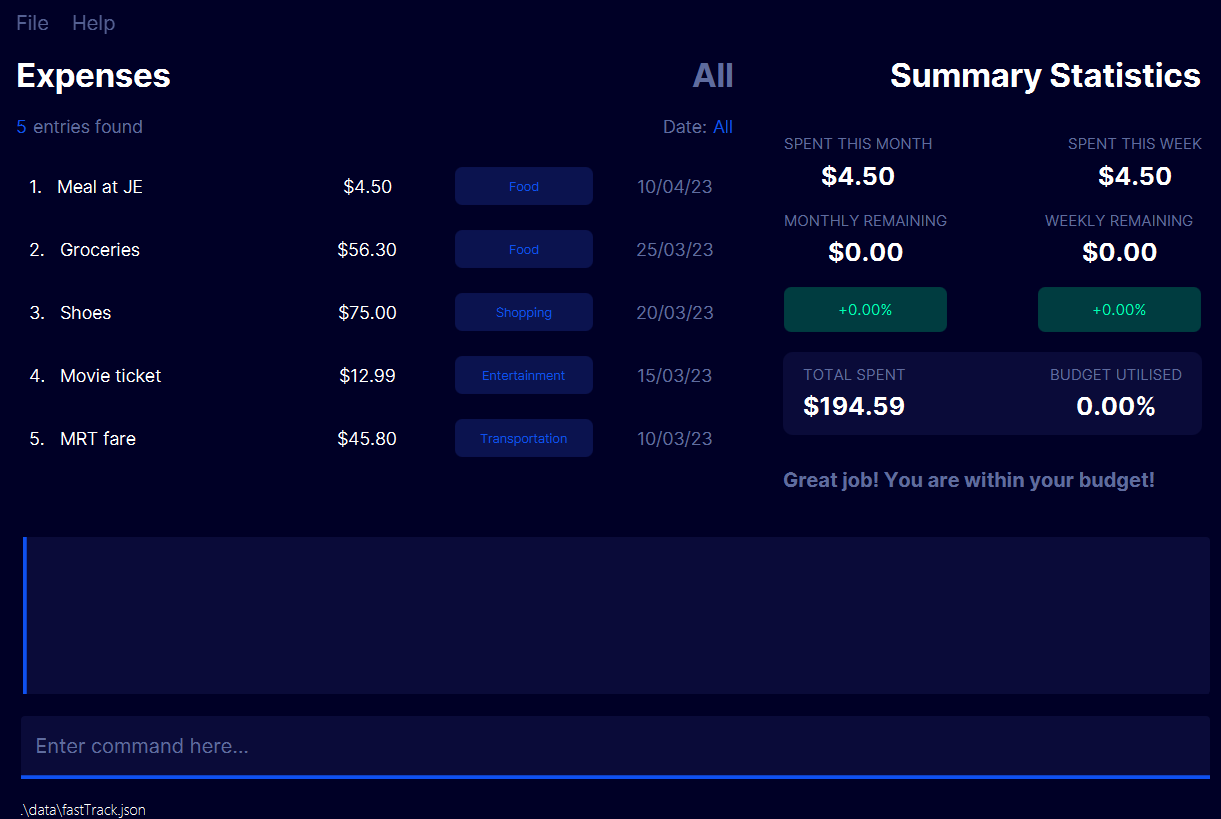 File Help
Expenses All
5 entries found Date: All
1. Meal at JE $4.50 Food 10/04/23
2. Groceries $56.30 Food 25/03/23
3. Shoes $75.00 Shopping 20/03/23
4. Movie ticket $12.99 Entertainment 15/03/23
5. MRT fare $45.80 Transportation 10/03/23
Summary Statistics
SPENT THIS MONTH SPENT THIS WEEK
$4.50 $4.50
MONTHLY REMAINING WEEKLY REMAINING
$0.00 $0.00
+0.00% +0.00%
TOTAL SPENT BUDGET UTILISED
$194.59 0.00%
Great job! You are within your budget!
Enter command here...
.\data\fastTrack.json